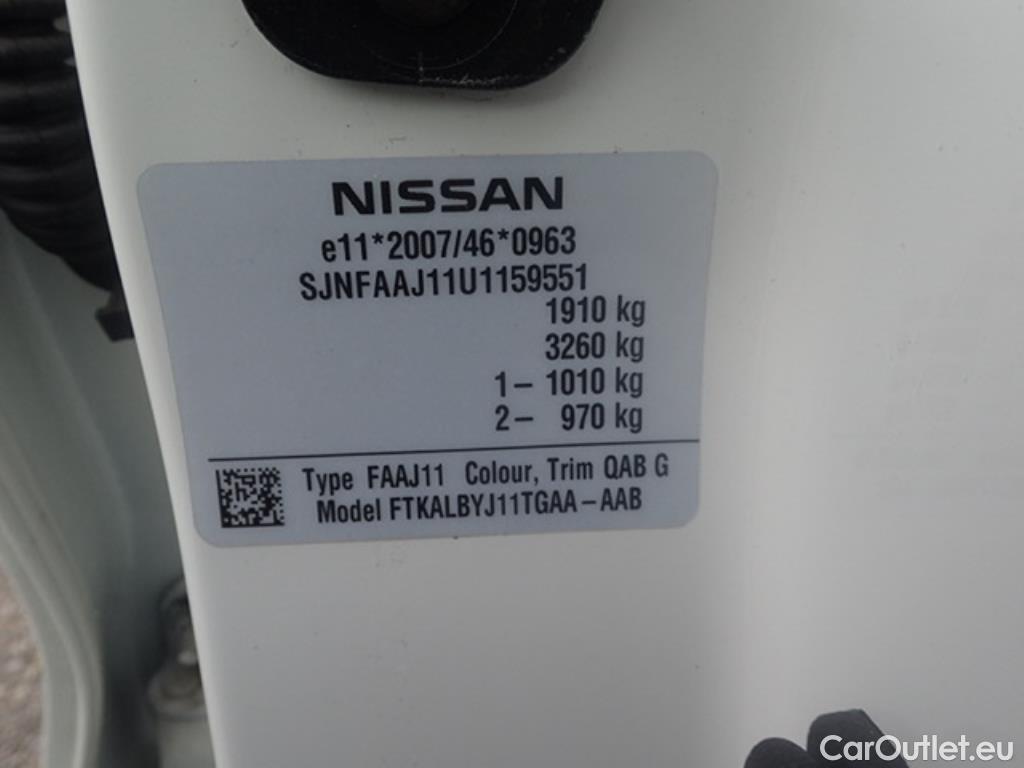 NISSAN
e11*2007/46*0963
SJNFAAJ11U1159551
1910 kg
3260 kg
1– 1010 kg
2– 970 kg
Type FAAJ11 Colour, Trim QAB G
Model FTKALBYJ11TGAA–AAB
CarOutlet.eu